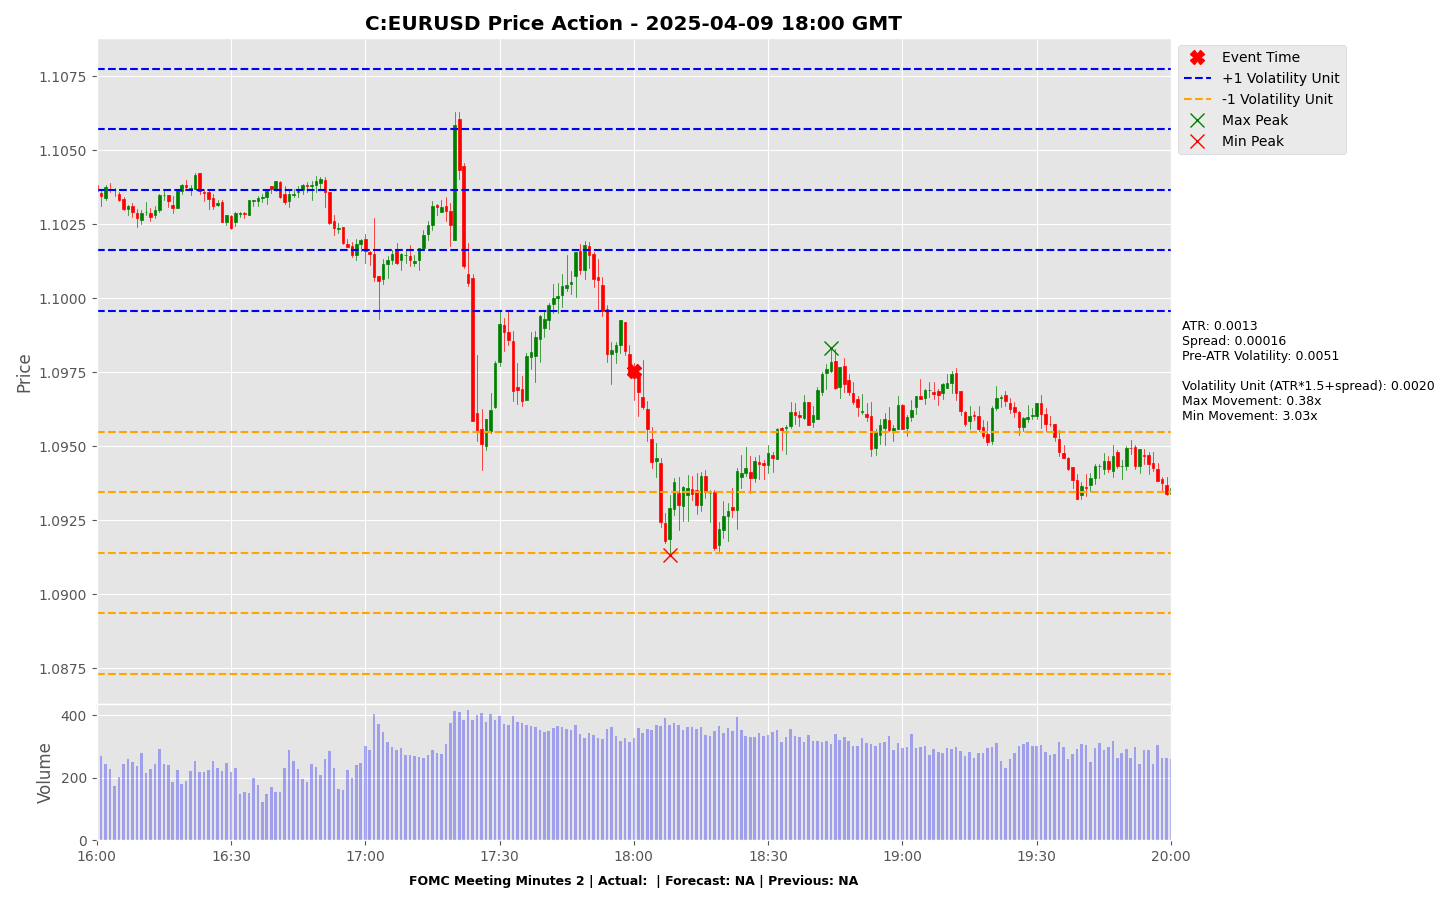 C:EURUSD Price Action - 2025-04-09 18:00 GMT
Event Time
+1 Volatility Unit
-1 Volatility Unit
Max Peak
Min Peak
Price
1.1075
1.1050
1.1025
1.1000
1.0975
1.0950
1.0925
1.0900
1.0875
ATR: 0.0013
Spread: 0.00016
Pre-ATR Volatility: 0.0051
Volatility Unit (ATR*1.5+spread): 0.0020
Max Movement: 0.38x
Min Movement: 3.03x
Volume
400
200
0
16:00 16:30 17:00 17:30 18:00 18:30 19:00 19:30 20:00
FOMC Meeting Minutes 2 | Actual:  | Forecast: NA | Previous: NA